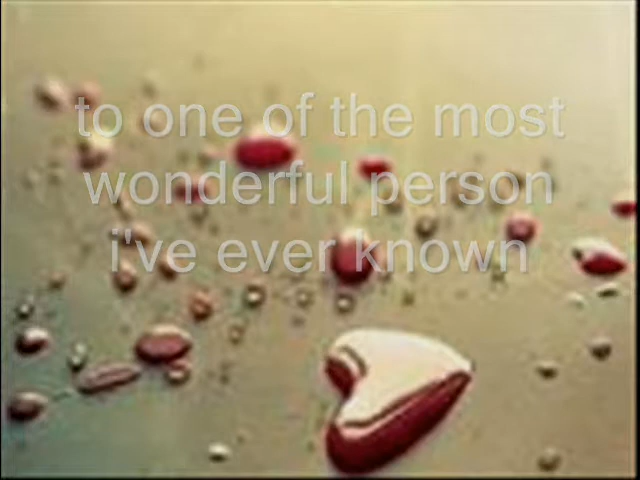 to one of the most
wonderful person
i've ever known